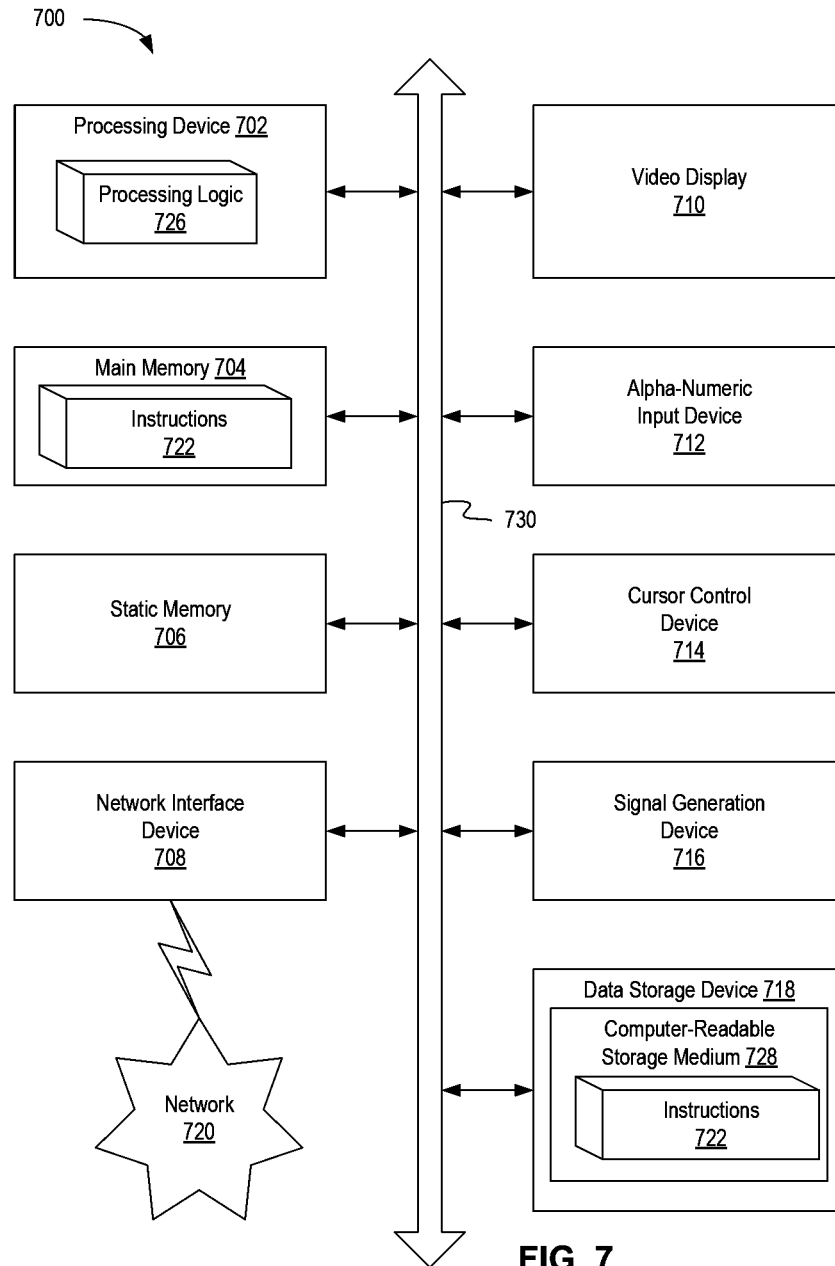 700
Processing Device 702
Processing Logic
726
Video Display
710
Main Memory 704
Instructions
722
Alpha-Numeric
Input Device
712
730
Static Memory
706
Cursor Control
Device
714
Network Interface
Device
708
Signal Generation
Device
716
Data Storage Device 718
Computer-Readable
Storage Medium 728
Instructions
722
Network
720
FIG. 7